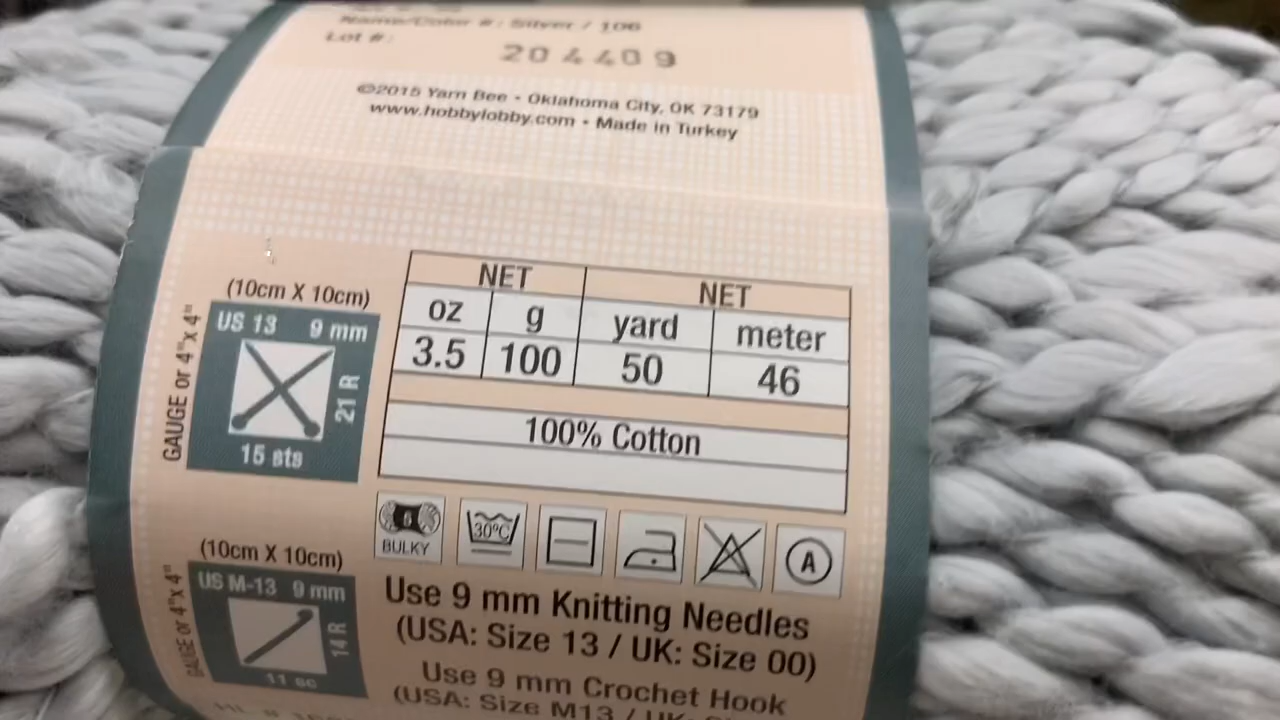 Name/Color #: Silver / 106
Lot #:
204409
©2015 Yarn Bee • Oklahoma City, OK 73179
www.hobbylobby.com • Made in Turkey
(10cm X 10cm)
GAUGE or 4"x 4"
US 13 9 mm
21 R
15 sts
NET NET
oz g yard meter
3.5 100 50 46
100% Cotton
BULKY
30°C
A
(10cm X 10cm)
GAUGE or 4"x 4"
US M-13 9 mm
14 R
11 sc
Use 9 mm Knitting Needles
(USA: Size 13 / UK: Size 00)
Use 9 mm Crochet Hook
(USA: Size M13 / UK: